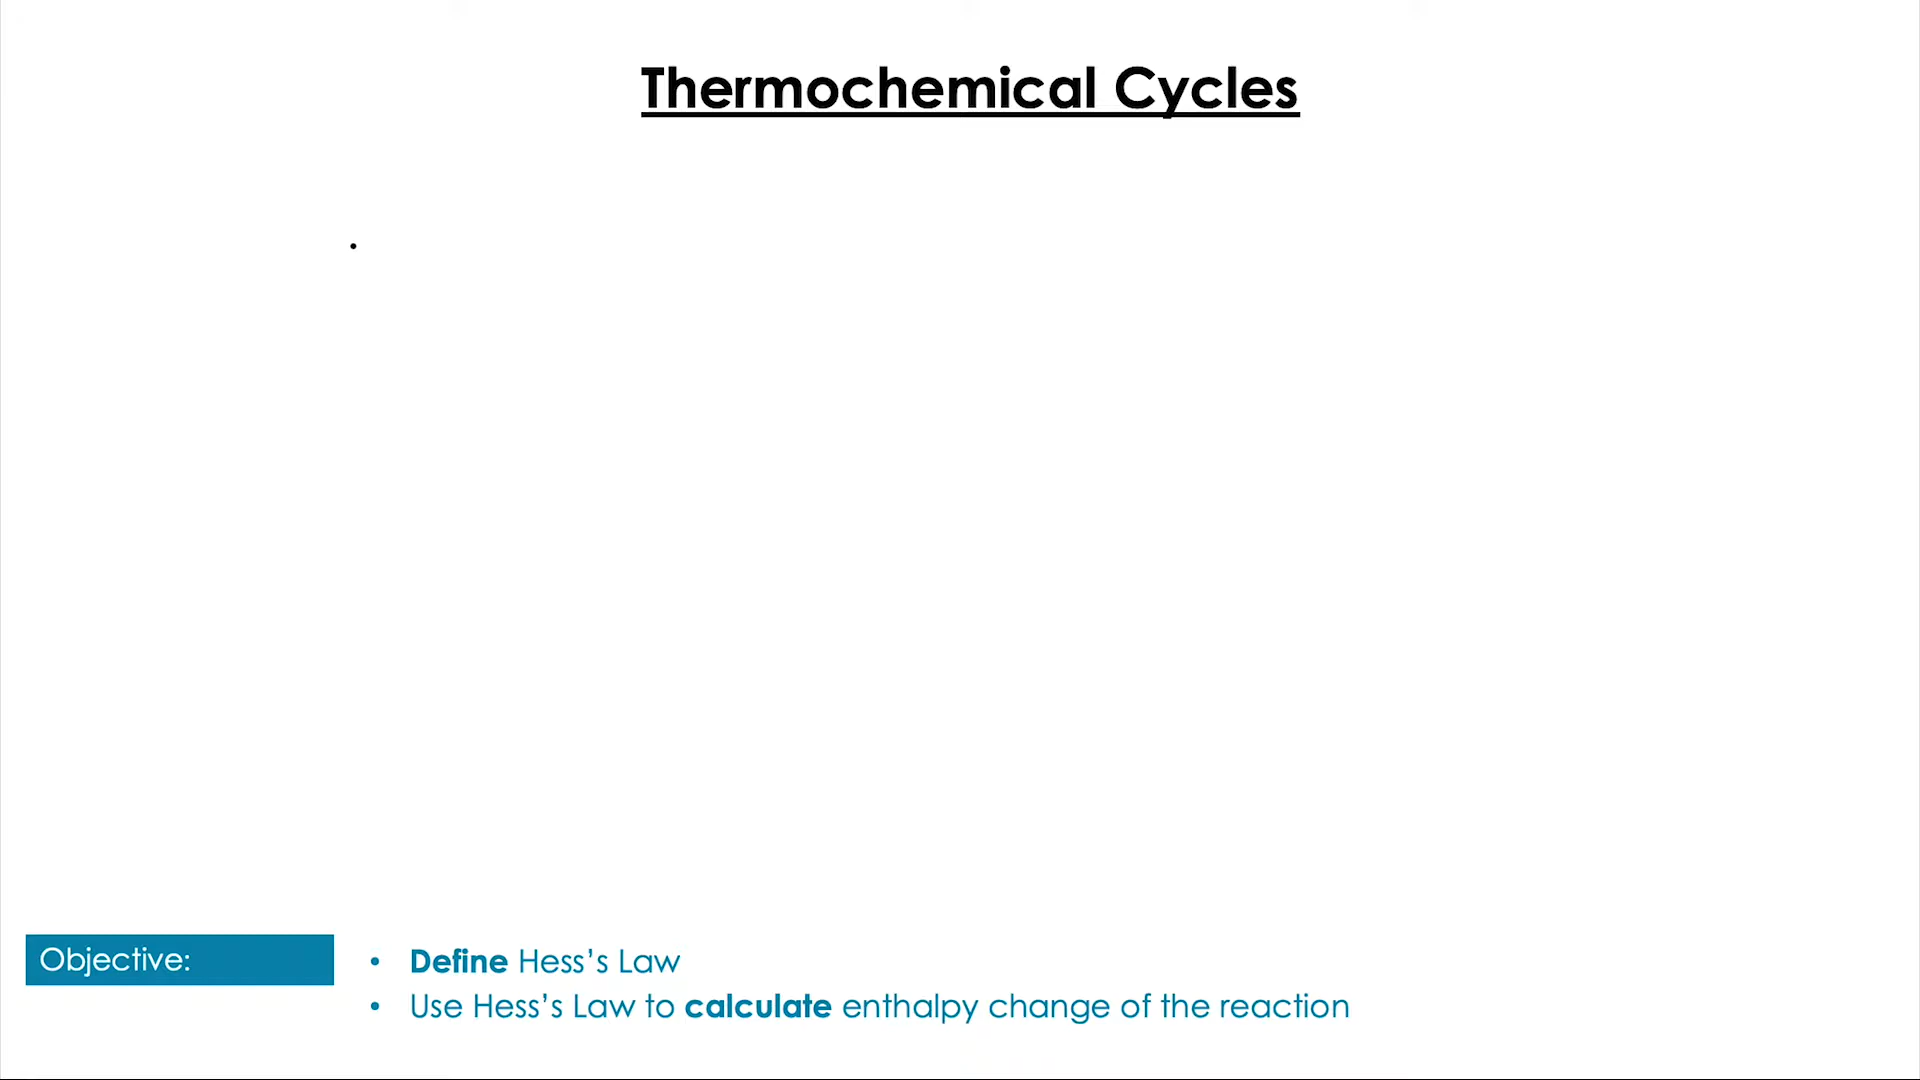 Thermochemical Cycles
Objective:
• Define Hess’s Law
• Use Hess’s Law to calculate enthalpy change of the reaction